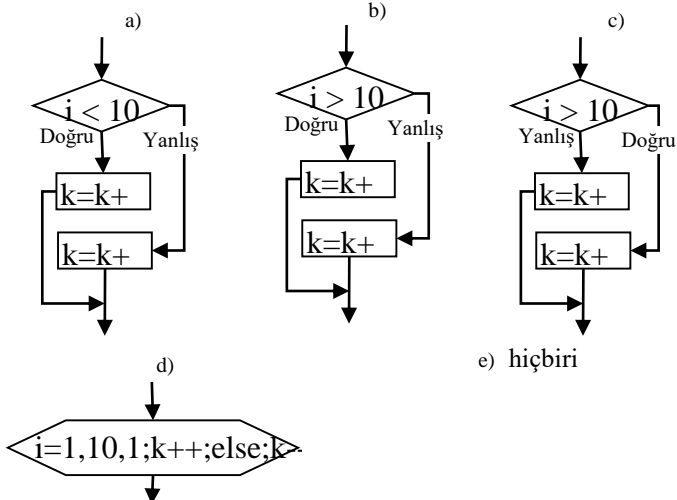 a)
b)
c)
i < 10
Doğru
Yanlış
k=k+
k=k+
i > 10
Doğru
Yanlış
k=k+
k=k+
i > 10
Yanlış
Doğru
k=k+
k=k+
d)
e) hiçbiri
i=1,10,1;k++;else;k--